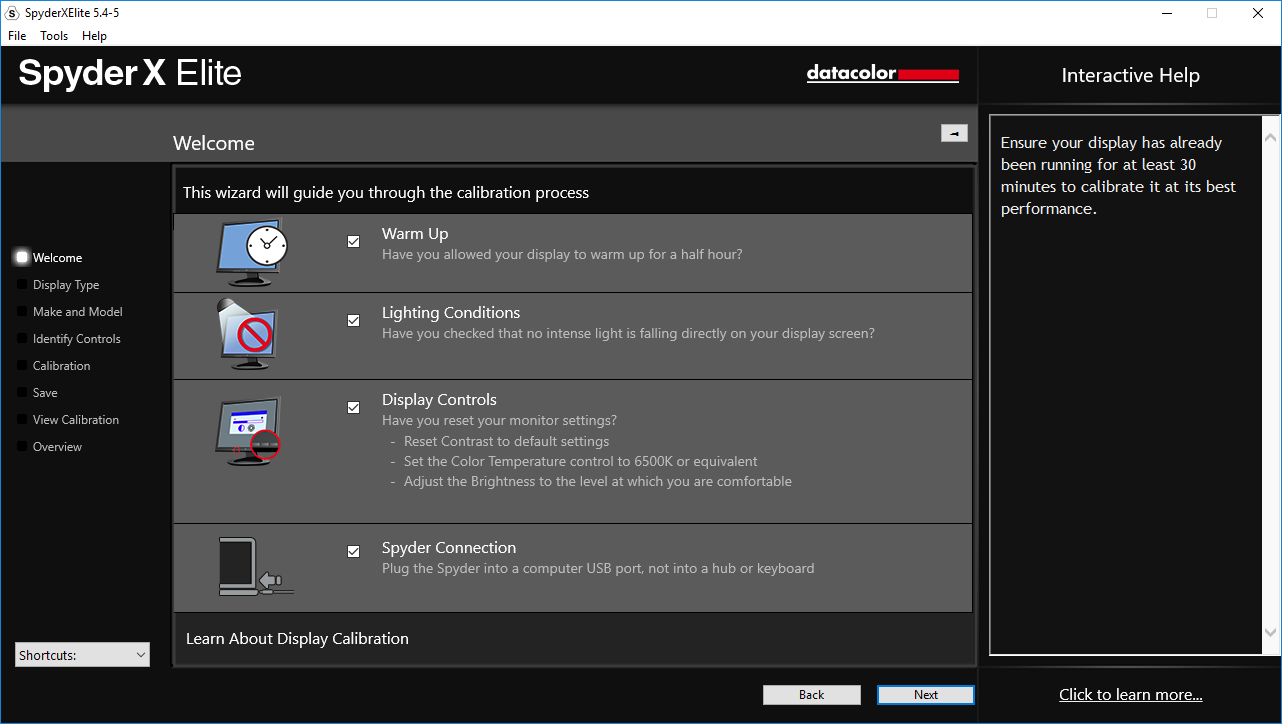 SpyderXElite 5.4-5
File Tools Help
Spyder X Elite
datacolor
Interactive Help
Welcome
Ensure your display has already
been running for at least 30
minutes to calibrate it at its best
performance.
This wizard will guide you through the calibration process
Warm Up
Have you allowed your display to warm up for a half hour?
Lighting Conditions
Have you checked that no intense light is falling directly on your display screen?
Display Controls
Have you reset your monitor settings?
- Reset Contrast to default settings
- Set the Color Temperature control to 6500K or equivalent
- Adjust the Brightness to the level at which you are comfortable
Spyder Connection
Plug the Spyder into a computer USB port, not into a hub or keyboard
Learn About Display Calibration
Welcome
Display Type
Make and Model
Identify Controls
Calibration
Save
View Calibration
Overview
Shortcuts:
Back
Next
Click to learn more...